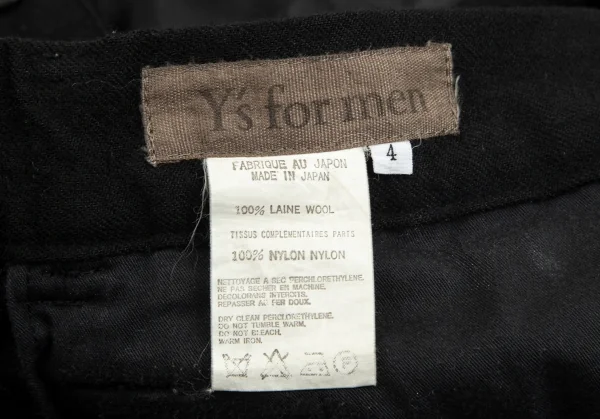 Y's for men
4
FABRIQUE AU JAPON
MADE IN JAPAN
100% LAINE WOOL
TISSUS COMPLEMENTAIRES PARTS
100% NYLON NYLON
NETTOYAGE A SEC PERCHLORETHYLENE.
NE PAS SECHER EN MACHINE.
DECOLORANS INTERDITS.
REPASSER AU FER DOUX.
DRY CLEAN PERCLORETHYLENE.
DO NOT TUMBLE WARM.
DO NOT BLEACH.
WARM IRON.
P